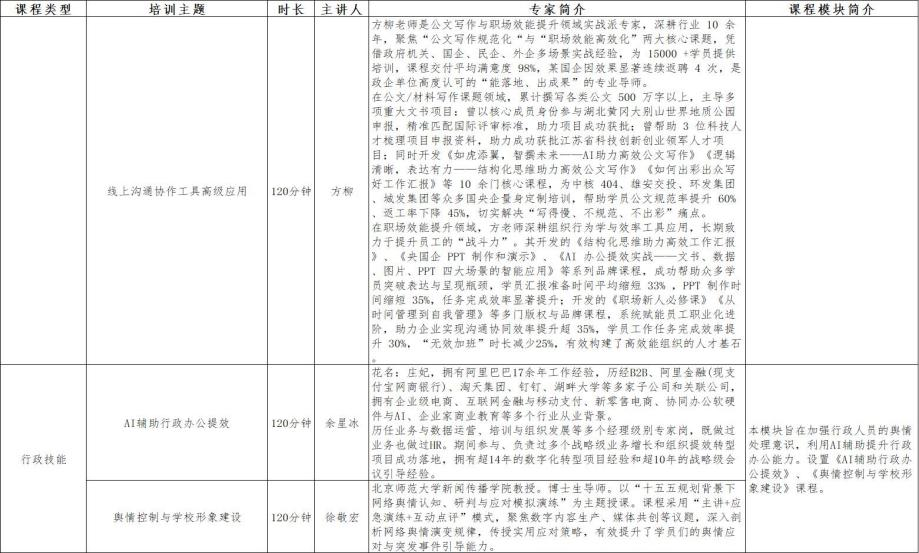 课程类型 培训主题 时长 主讲人 专家简介 课程模块简介
线上沟通协作工具高级应用 120分钟 方柳
方柳老师是公文写作与职场效能提升领域实战派专家，深耕行业 10 余
年，聚焦“公文写作规范化“与“职场效能高效化”两大核心课题，凭
借政府机关、国企、民企、外企多场景实战经验，为 15000 +学员提供
培训，课程交付平均满意度 98%，某国企因效果显著连续返聘 4 次，是
政企单位高度认可的“能落地、出成果”的专业导师。
在公文/材料写作课题领域，累计撰写各类公文 500 万字以上，主导多
项重大文书项目：曾以核心成员身份参与湖北黄冈大别山世界地质公园
申报，精准匹配国际评审标准，助力项目成功获批；曾帮助 3 位科技人
才梳理项目申报资料，助力成功获批江苏省科技创新创业领军人才项
目；同时开发《如虎添翼，智撰未来——AI助力高效公文写作》《逻辑
清晰，表达有力——结构化思维助力高效公文写作》《如何出彩出众写
好工作汇报》等 10 余门核心课程，为中核 404、雄安交投、环发集团、
城发集团等众多国央企量身定制培训，帮助学员公文规范率提升 60%
、返工率下降 45%，切实解决“写得慢、不规范、不出彩”痛点。
在职场效能提升领域，方老师深耕组织行为学与效率工具应用，长期致
力于提升员工的“战斗力”。其开发的《结构化思维助力高效工作汇报
》、《央国企 PPT 制作和演示》、《AI 办公提效实战——文书、数据
、图片、PPT 四大场景的智能应用》等系列品牌课程，成功帮助众多学
员突破表达与呈现瓶颈，学员汇报准备时间平均缩短 33% ，PPT 制作时
间缩短 35%，任务完成效率显著提升；开发的《职场新人必修课》《从
时间管理到自我管理》等多门版权与品牌课程，系统赋能员工职业化进
阶，助力企业实现沟通协同效率提升超 35%，学员工作任务完成效率提
升 30%，“无效加班”时长减少25%，有效构建了高效能组织的人才基石
。
行政技能
AI辅助行政办公提效 120分钟 余星冰
花名：庄妃，拥有阿里巴巴17余年工作经验，历经B2B、阿里金融(现支
付宝网商银行)、淘天集团、钉钉、湖畔大学等多家子公司和关联公司，
拥有企业级电商、互联网金融与移动支付、新零售电商、协同办公软硬
件与AI、企业家商业教育等多个行业从业背景。
历任业务与数据运营、培训与组织发展等多个经理级别专家岗，既做过
业务也做过HR。期间参与、负责过多个战略级业务增长和组织提效转型
项目成功落地，拥有超14年的数字化转型项目经验和超10年的战略级会
议引导经验。
本模块旨在加强行政人员的舆情
处理意识，利用AI辅助提升行政
办公能力。设置《AI辅助行政办
公提效》、《舆情控制与学校形
象建设》课程。
舆情控制与学校形象建设 120分钟 徐敬宏
北京师范大学新闻传播学院教授。博士生导师。以“十五五规划背景下
网络舆情认知、研判与应对模拟演练”为主题授课。课程采用“主讲+应
急演练+互动点评”模式，聚焦数字内容生产、媒体共创等议题，深入剖
析网络舆情演变规律，传授实用应对策略，有效提升了学员们的舆情应
对与突发事件引导能力。